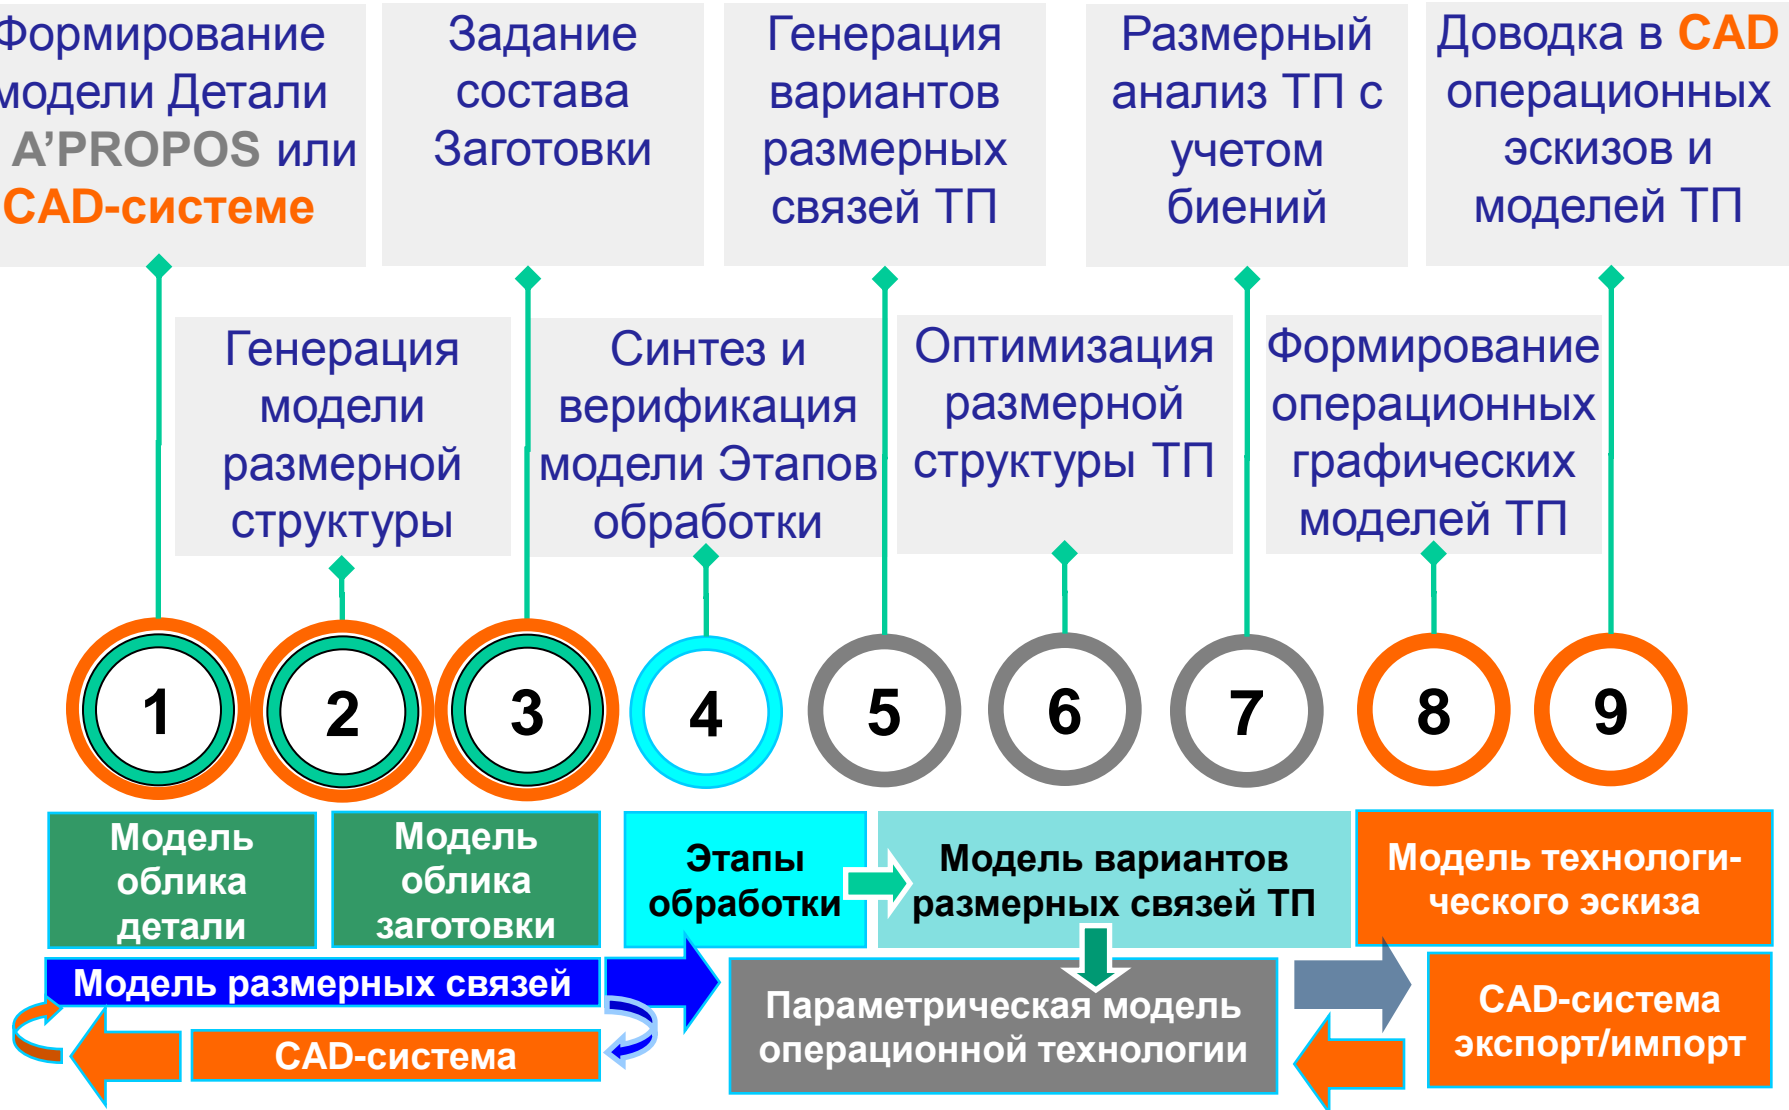 Формирование
модели Детали
A’PROPOS или
CAD-системе
Задание
состава
Заготовки
Генерация
вариантов
размерных
связей ТП
Размерный
анализ ТП с
учетом
биений
Доводка в CAD
операционных
эскизов и
моделей ТП
Генерация
модели
размерной
структуры
Синтез и
верификация
модели Этапов
обработки
Оптимизация
размерной
структуры ТП
Формирование
операционных
графических
моделей ТП
1
2
3
4
5
6
7
8
9
Модель
облика
детали
Модель
облика
заготовки
Этапы
обработки
Модель вариантов
размерных связей ТП
Модель технологи-
ческого эскиза
Модель размерных связей
CAD-система
Параметрическая модель
операционной технологии
CAD-система
экспорт/импорт